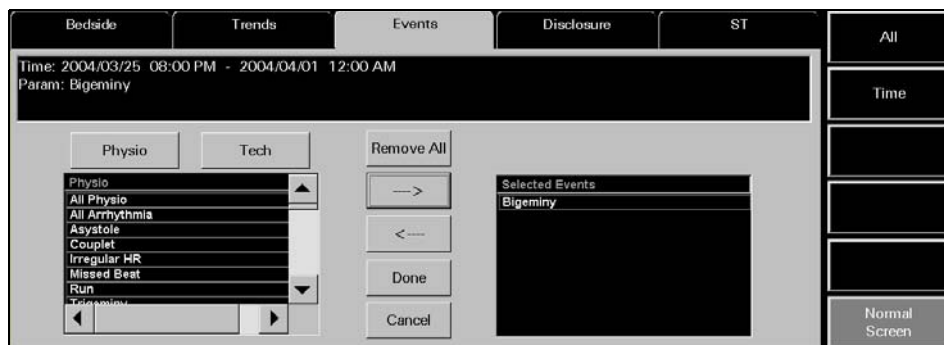 Bedside Trends Events Disclosure ST
All
Time: 2004/03/25 08:00 PM - 2004/04/01 12:00 AM
Param: Bigeminy
Time
Physio Tech Remove All
Physio
All Physio
All Arrhythmia
Asystole
Couplet
Irregular HR
Missed Beat
Run
Trigeminy
--->
<---
Done
Cancel
Selected Events
Bigeminy
Normal
Screen